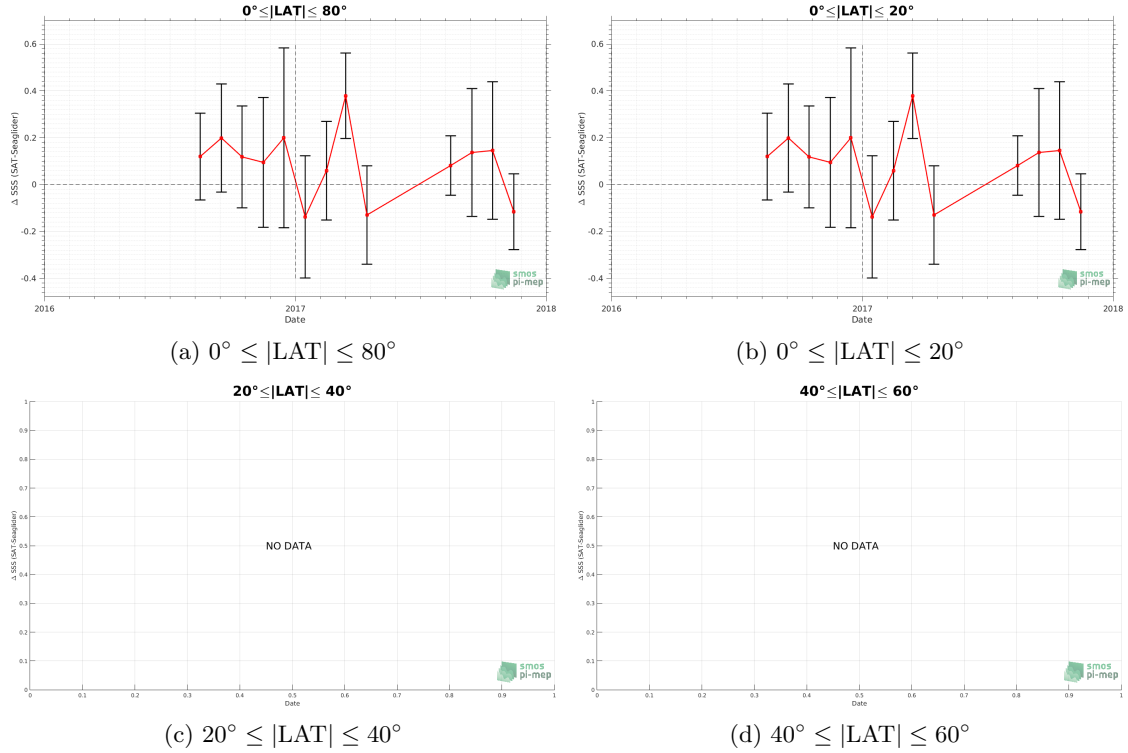 0°≤|LAT|≤ 80°
Δ SSS (SAT-Seaglider)
0.6
0.4
0.2
0
-0.2
-0.4
2016
2017
2018
Date
smos
pi-mep
(a) 0° ≤ |LAT| ≤ 80°
0°≤|LAT|≤ 20°
Δ SSS (SAT-Seaglider)
0.6
0.4
0.2
0
-0.2
-0.4
2016
2017
2018
Date
smos
pi-mep
(b) 0° ≤ |LAT| ≤ 20°
20°≤|LAT|≤ 40°
Δ SSS (SAT-Seaglider)
1
0.9
0.8
0.7
0.6
0.5
0.4
0.3
0.2
0.1
0
NO DATA
0 0.1 0.2 0.3 0.4 0.5 0.6 0.7 0.8 0.9 1
Date
smos
pi-mep
(c) 20° ≤ |LAT| ≤ 40°
40°≤|LAT|≤ 60°
Δ SSS (SAT-Seaglider)
1
0.9
0.8
0.7
0.6
0.5
0.4
0.3
0.2
0.1
0
NO DATA
0 0.1 0.2 0.3 0.4 0.5 0.6 0.7 0.8 0.9 1
Date
smos
pi-mep
(d) 40° ≤ |LAT| ≤ 60°